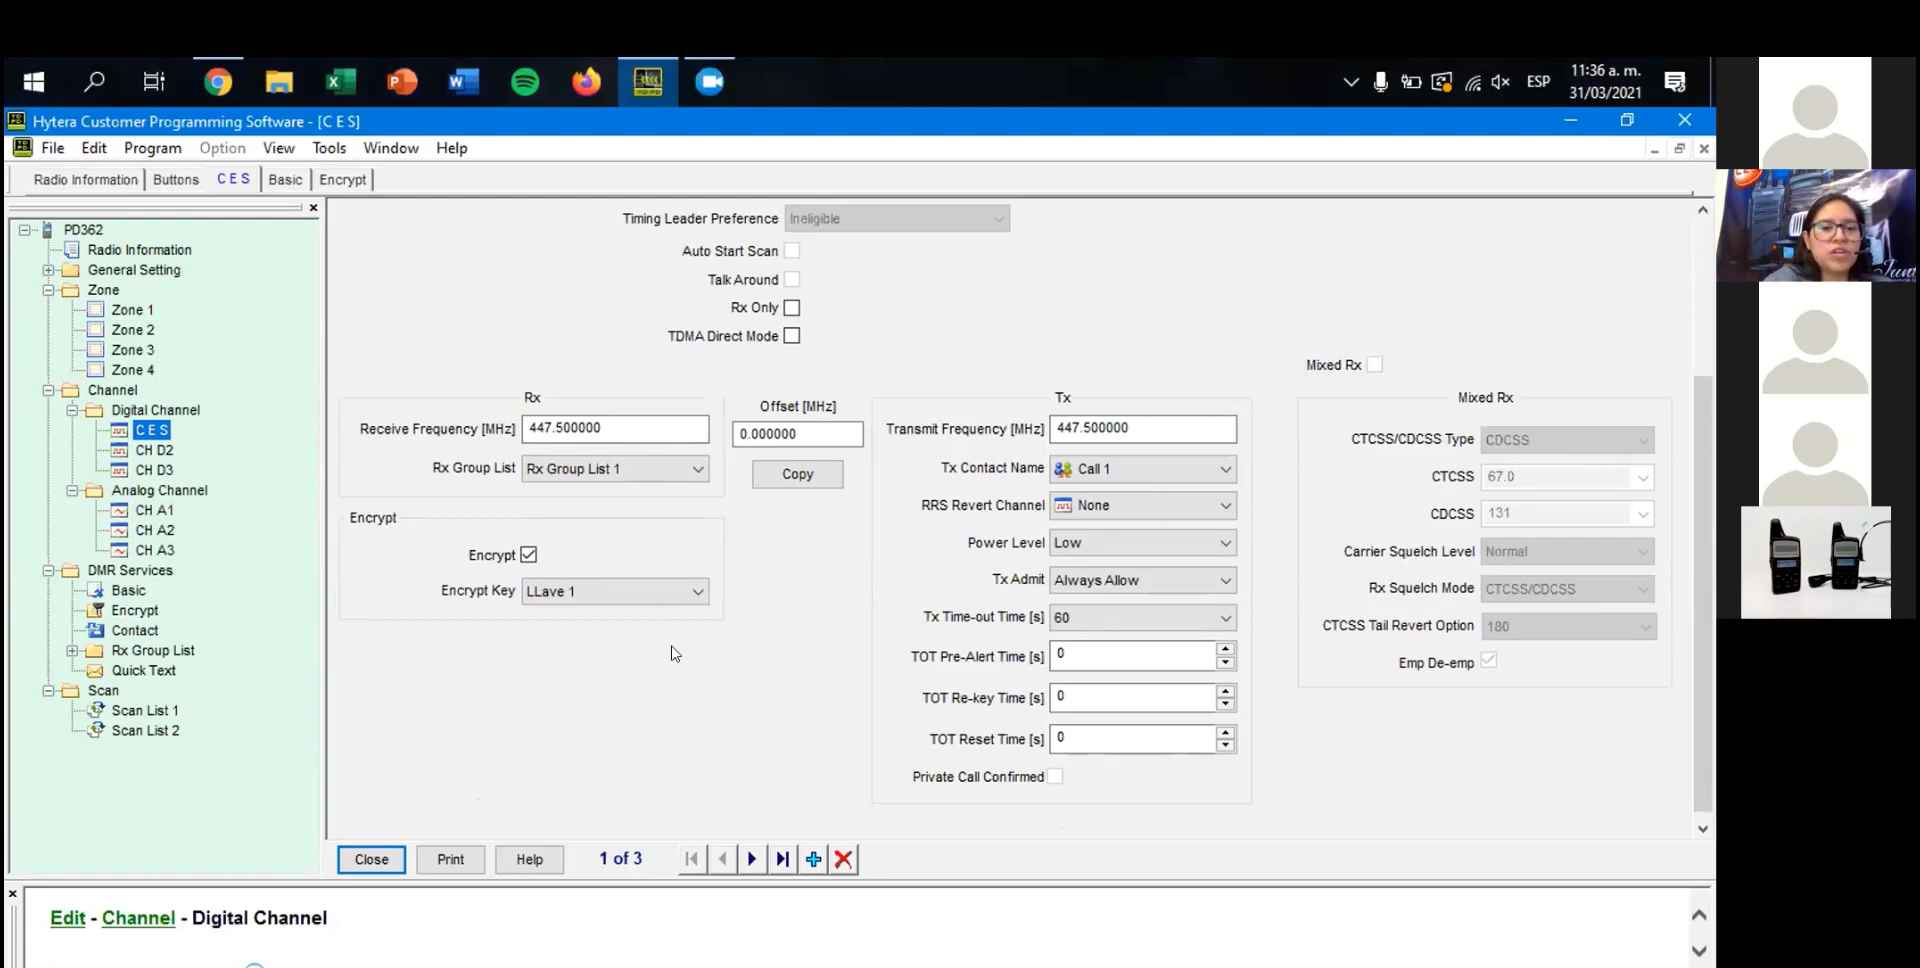 11:36 a. m.
ESP
31/03/2021
Hytera Customer Programming Software - [C E S]
File Edit Program Option View Tools Window Help
Radio Information Buttons C E S Basic Encrypt
PD362
Radio Information
General Setting
Zone
Zone 1
Zone 2
Zone 3
Zone 4
Channel
Digital Channel
C E S
CH D2
CH D3
Analog Channel
CH A1
CH A2
CH A3
DMR Services
Basic
Encrypt
Contact
Rx Group List
Quick Text
Scan
Scan List 1
Scan List 2
Timing Leader Preference Ineligible
Auto Start Scan
Talk Around
Rx Only
TDMA Direct Mode
Rx
Receive Frequency [MHz] 447.500000
Rx Group List Rx Group List 1
Encrypt
Encrypt
Encrypt Key LLave 1
Offset [MHz]
0.000000
Copy
Tx
Transmit Frequency [MHz] 447.500000
Tx Contact Name Call 1
RRS Revert Channel None
Power Level Low
Tx Admit Always Allow
Tx Time-out Time [s] 60
TOT Pre-Alert Time [s] 0
TOT Re-key Time [s] 0
TOT Reset Time [s] 0
Private Call Confirmed
Mixed Rx
Mixed Rx
CTCSS/CDCSS Type CDCSS
CTCSS 67.0
CDCSS 131
Carrier Squelch Level Normal
Rx Squelch Mode CTCSS/CDCSS
CTCSS Tail Revert Option 180
Emp De-emp
Close Print Help 1 of 3
Edit - Channel - Digital Channel